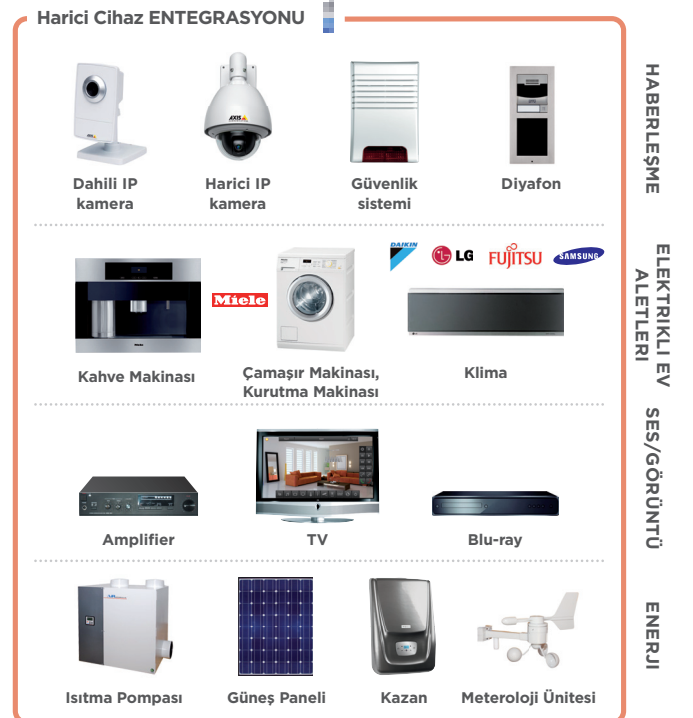 Harici Cihaz ENTEGRASYONU
AXIS
Dahili IP
kamera
Harici IP
kamera
Güvenlik
sistemi
Diyafon
HABERLEŞME
DAIKIN
LG
FUJITSU
SAMSUNG
Miele
Kahve Makinası
Çamaşır Makinası,
Kurutma Makinası
Klima
ELEKTRIKLI EV
ALETLERI
Amplifier
TV
Blu-ray
SES/GÖRÜNTÜ
Isıtma Pompası
Güneş Paneli
Kazan
Meteroloji Ünitesi
ENERJI